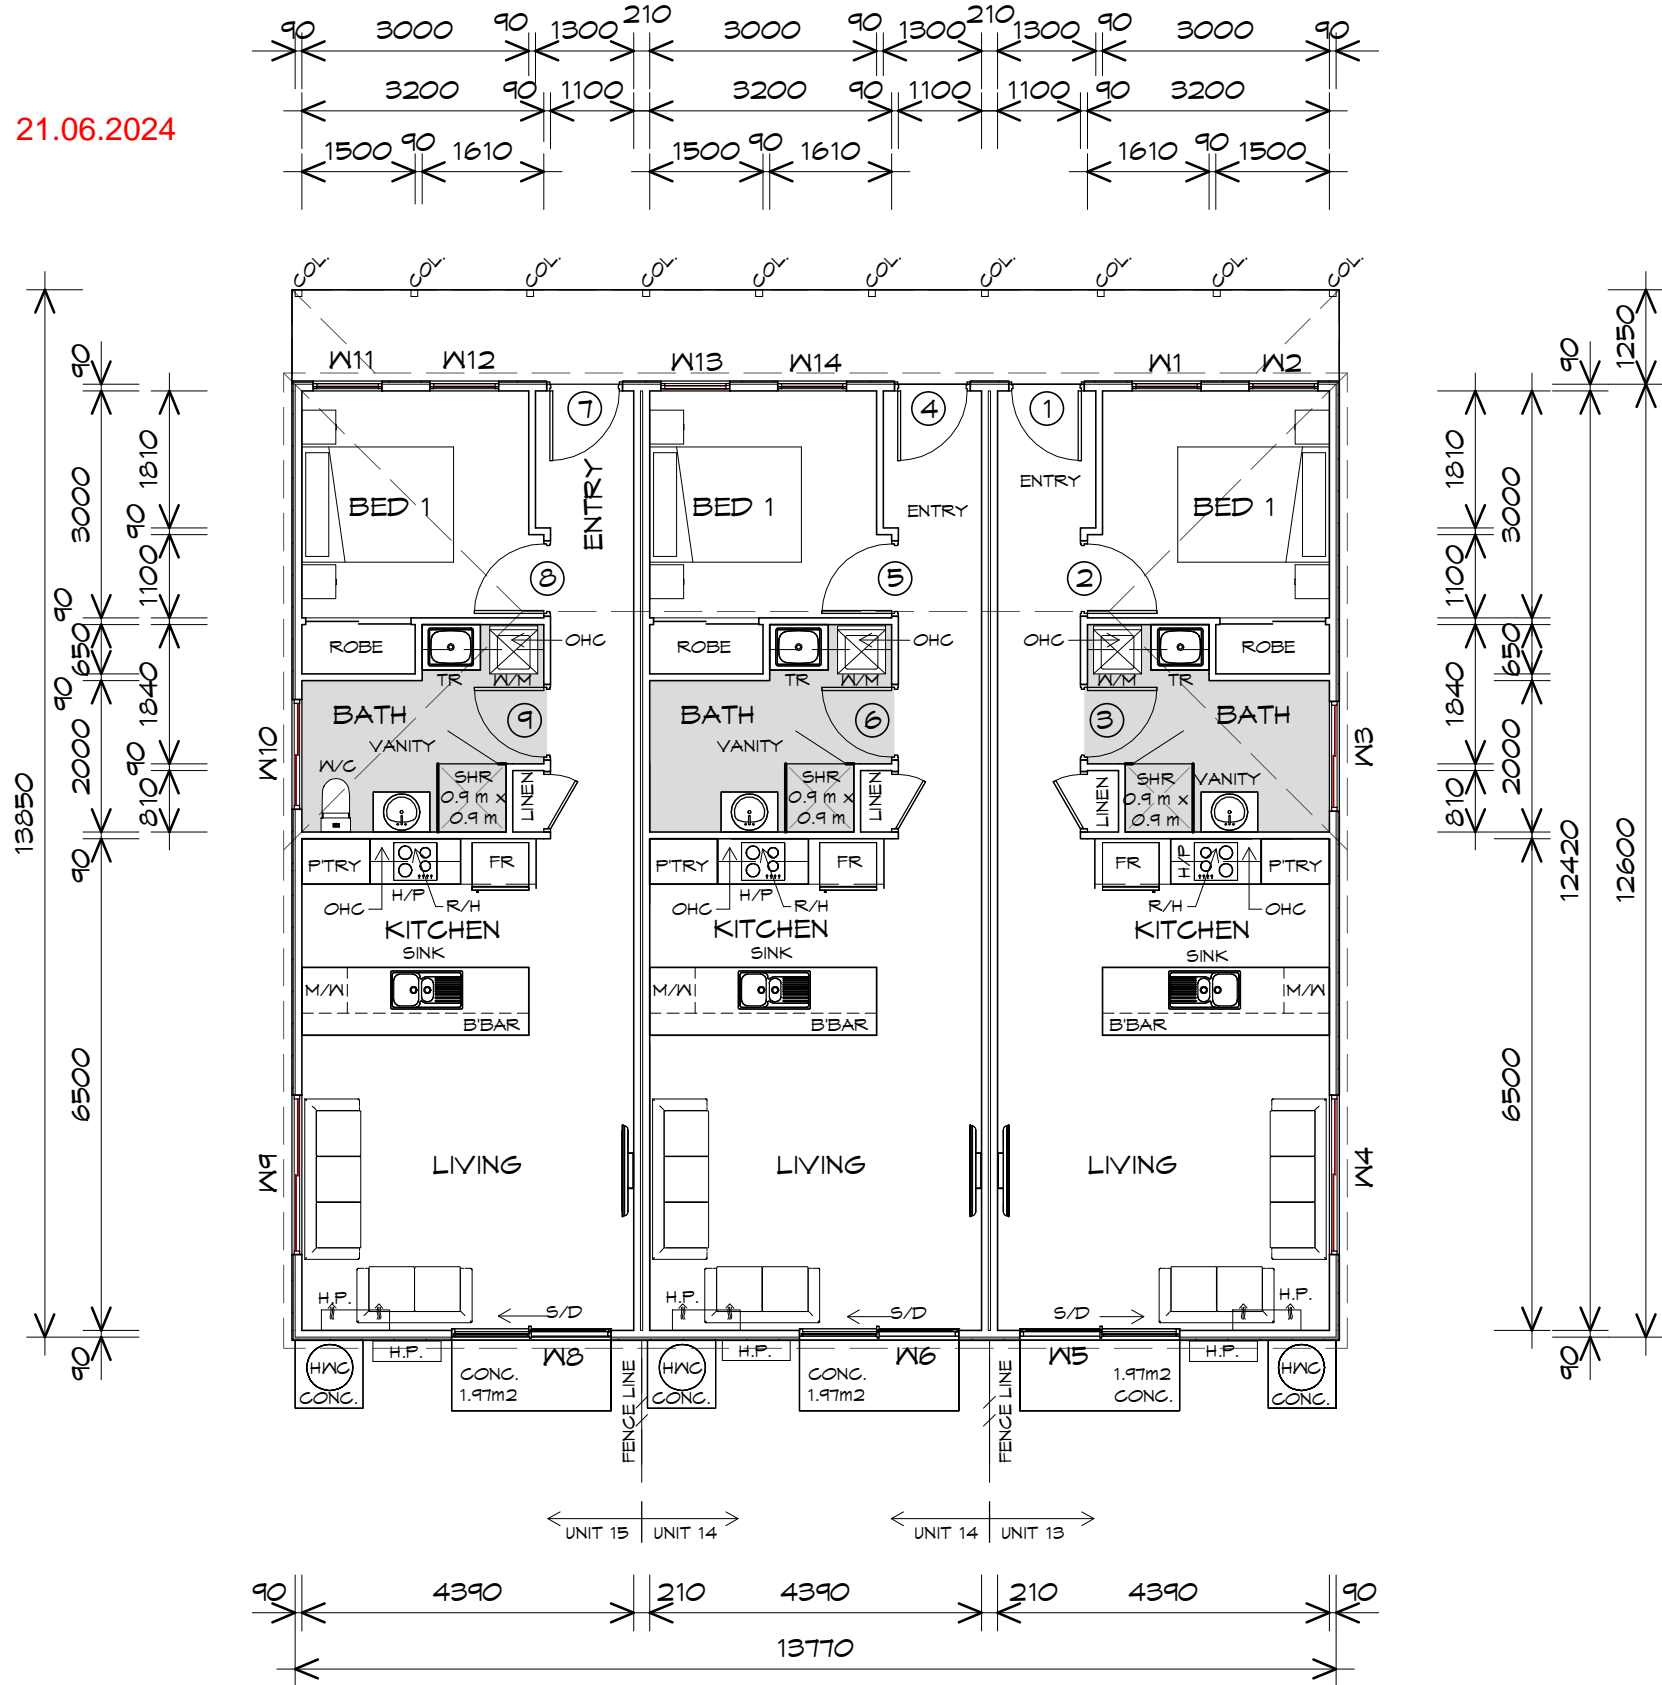 90 3000 90 1300 210 3000 90 1300 210 1300 90 3000 90
3200 90 1100 3200 90 1100 1100 90 3200
21.06.2024
1500 90 1610 1500 90 1610 1610 90 1500
COL. COL. COL. COL. COL. COL. COL. COL. COL. COL.
W11 W12 W13 W14 W1 W2
7 4 1
BED 1 ENTRY BED 1 ENTRY ENTRY BED 1
8 5 2
ROBE OHC ROBE OHC OHC ROBE
TR W/M TR W/M W/M TR
BATH 9 BATH 6 3 BATH
VANITY VANITY
W/C SHR SHR SHR VANITY
0.9 m x 0.9 m x 0.9 m x
0.9 m 0.9 m 0.9 m
LINEN LINEN LINEN
W10 W3
P'TRY FR P'TRY FR FR H/P P'TRY
H/P H/P
OHC R/H OHC R/H R/H OHC
KITCHEN KITCHEN KITCHEN
SINK SINK SINK
M/W M/W M/W
B'BAR B'BAR B'BAR
W9 LIVING LIVING LIVING W4
H.P. S/D H.P. S/D S/D H.P.
HWC H.P. W8 HWC H.P. W6 W5 H.P. HWC
CONC. CONC. CONC. CONC. 1.97m2 CONC.
1.97m2 1.97m2 CONC.
FENCE LINE FENCE LINE
UNIT 15 UNIT 14 UNIT 14 UNIT 13
90 4390 210 4390 210 4390 90
13770
13850
90 3000 90 650 90 2000 90 6500 90
1810 90 1100 1840 90 810
1810 1100 1840 810
3000 650 2000 6500
90 12420 90
1250 12600